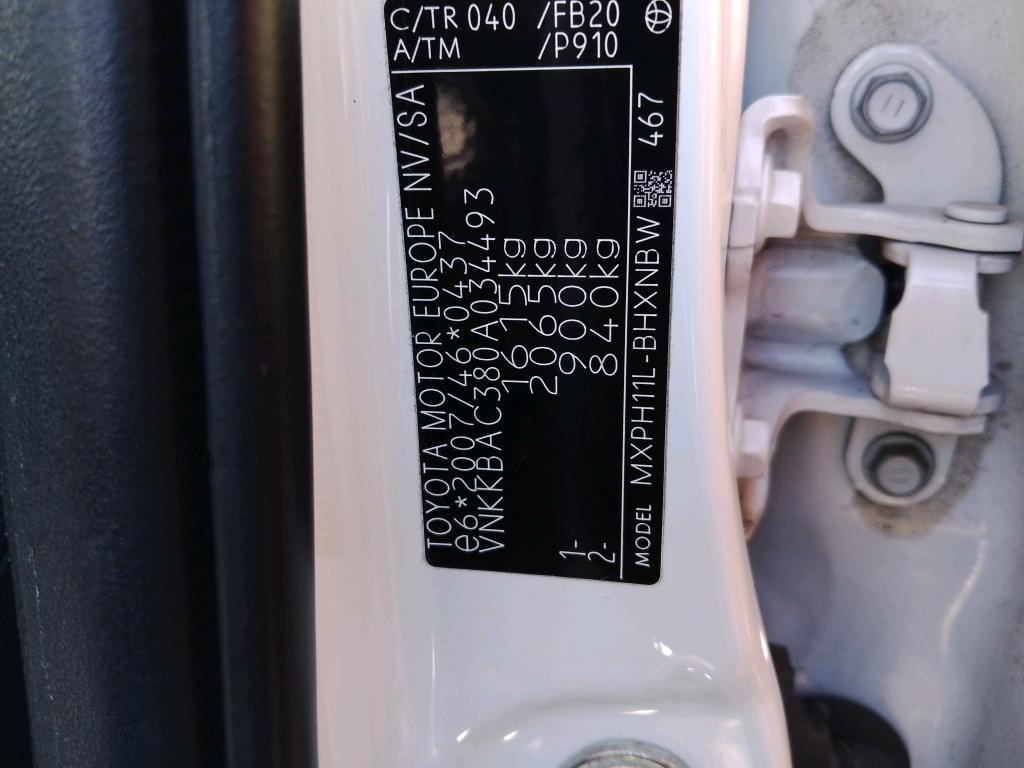 C/TR 040 /FB20
A/TM /P910
TOYOTA MOTOR EUROPE NV/SA
e6*2007/46*0437
VNKKBAC380A034493
1615kg
2065kg
1- 900kg
2- 840kg
MODEL MXPH11L-BHXNBW 467